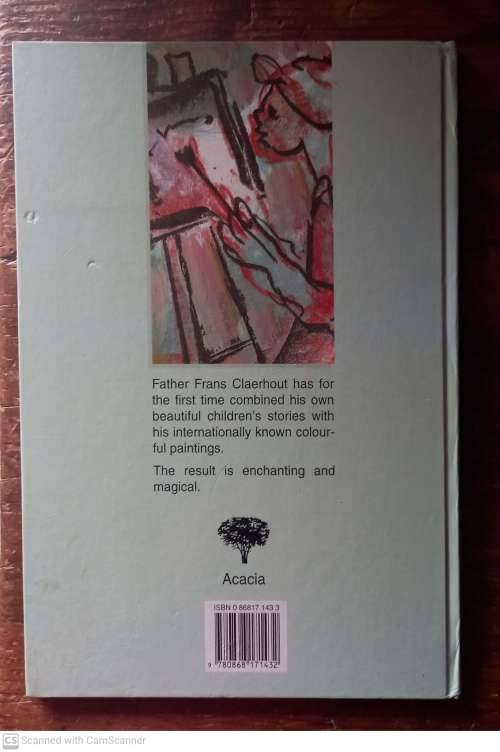 Father Frans Claerhout has for
the first time combined his own
beautiful children's stories with
his internationally known colour-
ful paintings.
The result is enchanting and
magical.
Acacia
ISBN 0 86817 143 3
9 780868 171432
CS Scanned with CamScanner